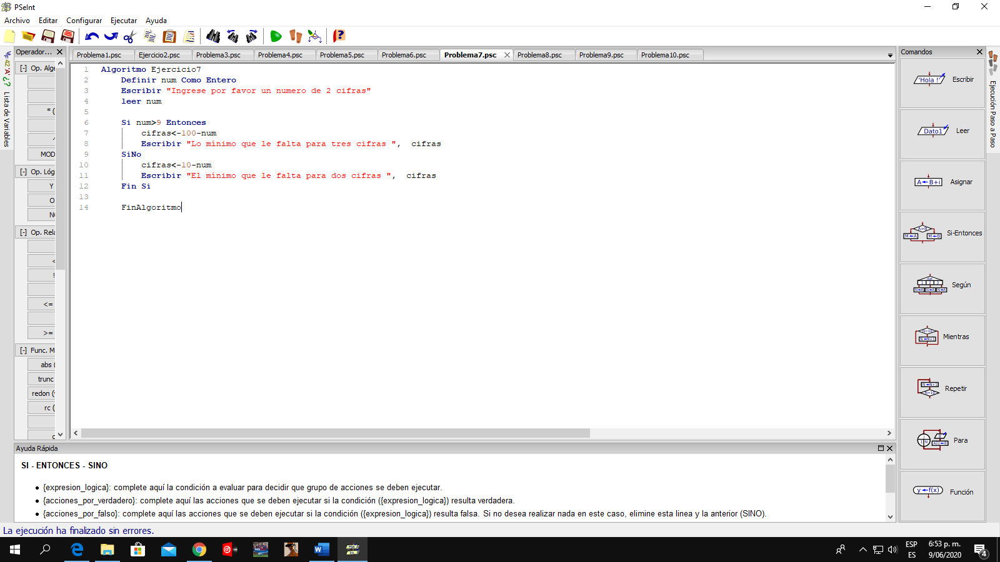 PSeInt
Archivo Editar Configurar Ejecutar Ayuda
Operador...
Problema1.psc Ejercicio2.psc Problema3.psc Problema4.psc Problema5.psc Problema6.psc Problema7.psc Problema8.psc Problema9.psc Problema10.psc
Comandos
Lista de Variables
[-] Op. Alge
* (
MOD
[-] Op. Lóg
Y
O
[-] Op. Rela
<
!
<=
>=
[-] Func. M
abs (
trunc
redon (
rc (
1 Algoritmo Ejercicio7
2 Definir num Como Entero
3 Escribir "Ingrese por favor un numero de 2 cifras"
4 leer num
5
6 Si num>9 Entonces
7 cifras<-100-num
8 Escribir "Lo mínimo que le falta para tres cifras ", cifras
9 SiNo
10 cifras<-10-num
11 Escribir "El mínimo que le falta para dos cifras ", cifras
12 Fin Si
13
14 FinAlgoritmo
'Hola !' Escribir
Dato1 Leer
A←B+i Asignar
A>B M←A M←B Si-Entonces
Según
Mientras
Repetir
Para
y←f(x) Función
Ejecución Paso a Paso
Ayuda Rápida
SI - ENTONCES - SINO
• {expresion_logica}: complete aquí la condición a evaluar para decidir que grupo de acciones se deben ejecutar.
• {acciones_por_verdadero}: complete aquí las acciones que se deben ejecutar si la condición ({expresion_logica}) resulta verdadera.
• {acciones_por_falso}: complete aquí las acciones que se deben ejecutar si la condición ({expresion_logica}) resulta falsa. Si no desea realizar nada en este caso, elimine esta linea y la anterior (SINO).
La ejecución ha finalizado sin errores.
ESP
ES
6:53 p. m.
9/06/2020
4